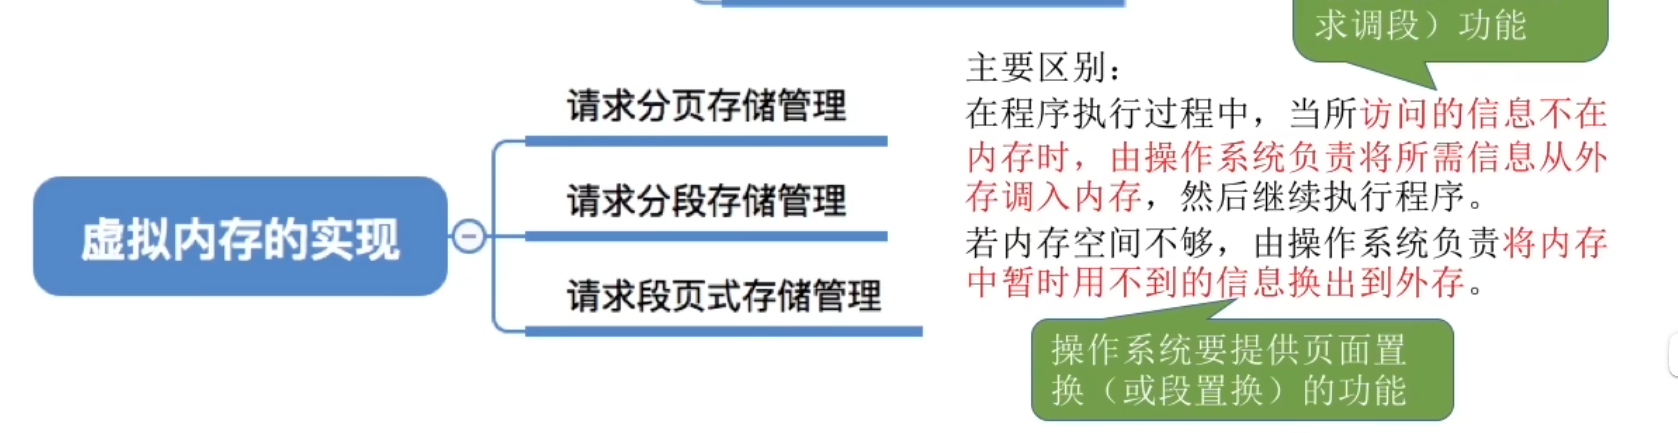 求调段）功能
主要区别：
请求分页存储管理
在程序执行过程中，当所访问的信息不在
内存时，由操作系统负责将所需信息从外
存调入内存，然后继续执行程序。
请求分段存储管理
虚拟内存的实现
若内存空间不够，由操作系统负责将内存
中暂时用不到的信息换出到外存。
请求段页式存储管理
操作系统要提供页面置
换（或段置换）的功能